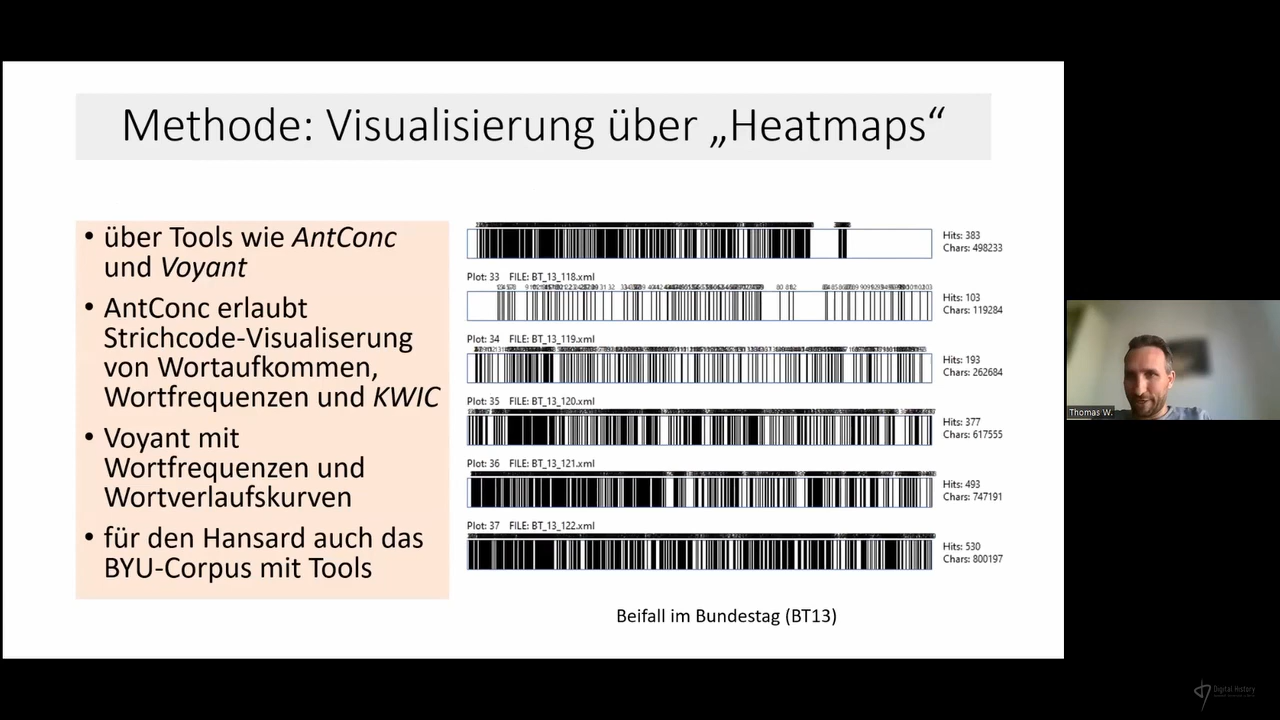 Methode: Visualisierung über „Heatmaps“
• über Tools wie AntConc
und Voyant
• AntConc erlaubt
Strichcode-Visualiserung
von Wortaufkommen,
Wortfrequenzen und KWIC
• Voyant mit
Wortfrequenzen und
Wortverlaufskurven
• für den Hansard auch das
BYU-Corpus mit Tools
Hits: 383
Chars: 498233
Plot: 33 FILE: BT_13_118.xml
Hits: 103
Chars: 119284
Plot: 34 FILE: BT_13_119.xml
Hits: 193
Chars: 262684
Plot: 35 FILE: BT_13_120.xml
Hits: 377
Chars: 617555
Plot: 36 FILE: BT_13_121.xml
Hits: 493
Chars: 747191
Plot: 37 FILE: BT_13_122.xml
Hits: 530
Chars: 800197
Beifall im Bundestag (BT13)
Thomas W.
Digital History